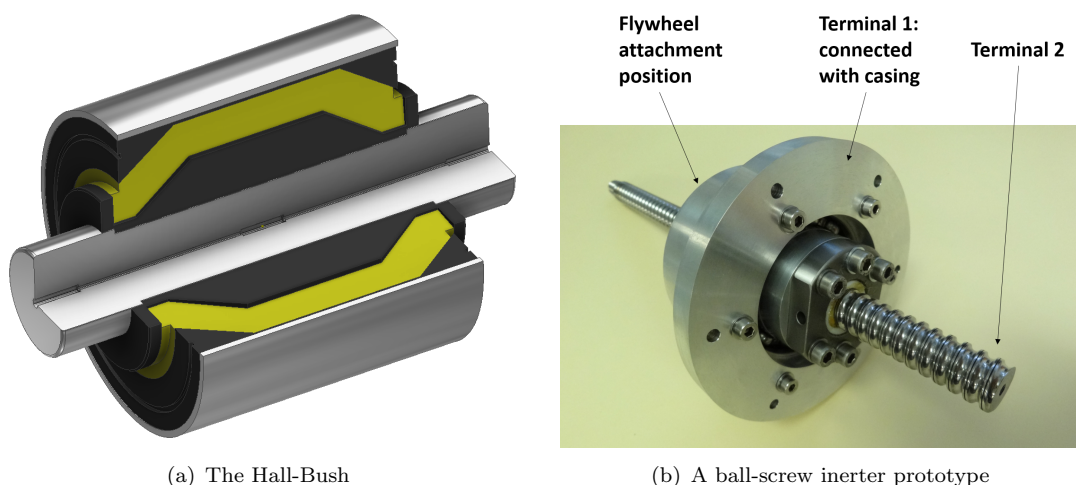 Flywheel
attachment
position
Terminal 1:
connected
with casing
Terminal 2
(a) The Hall-Bush
(b) A ball-screw inerter prototype